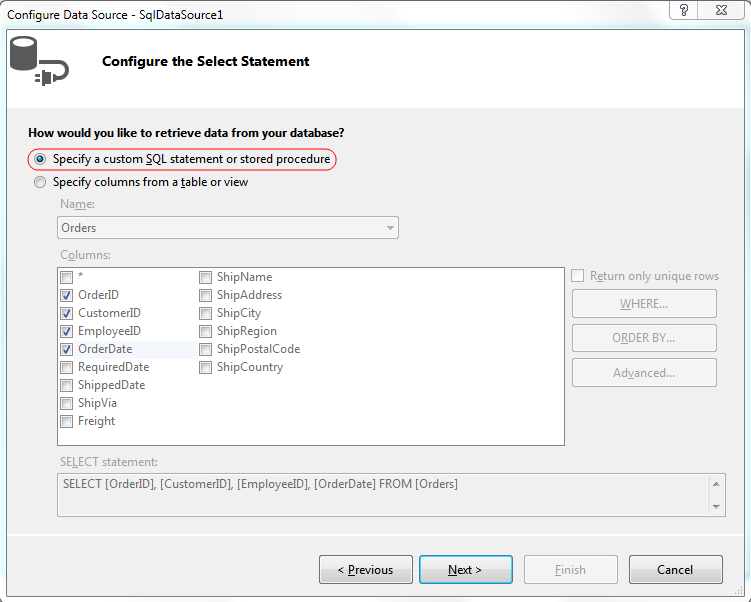 Configure Data Source - SqlDataSource1
?
Configure the Select Statement
How would you like to retrieve data from your database?
Specify a custom SQL statement or stored procedure
Specify columns from a table or view
Name:
Orders
Columns:
*
OrderID
CustomerID
EmployeeID
OrderDate
RequiredDate
ShippedDate
ShipVia
Freight
ShipName
ShipAddress
ShipCity
ShipRegion
ShipPostalCode
ShipCountry
Return only unique rows
WHERE...
ORDER BY...
Advanced...
SELECT statement:
SELECT [OrderID], [CustomerID], [EmployeeID], [OrderDate] FROM [Orders]
< Previous
Next >
Finish
Cancel